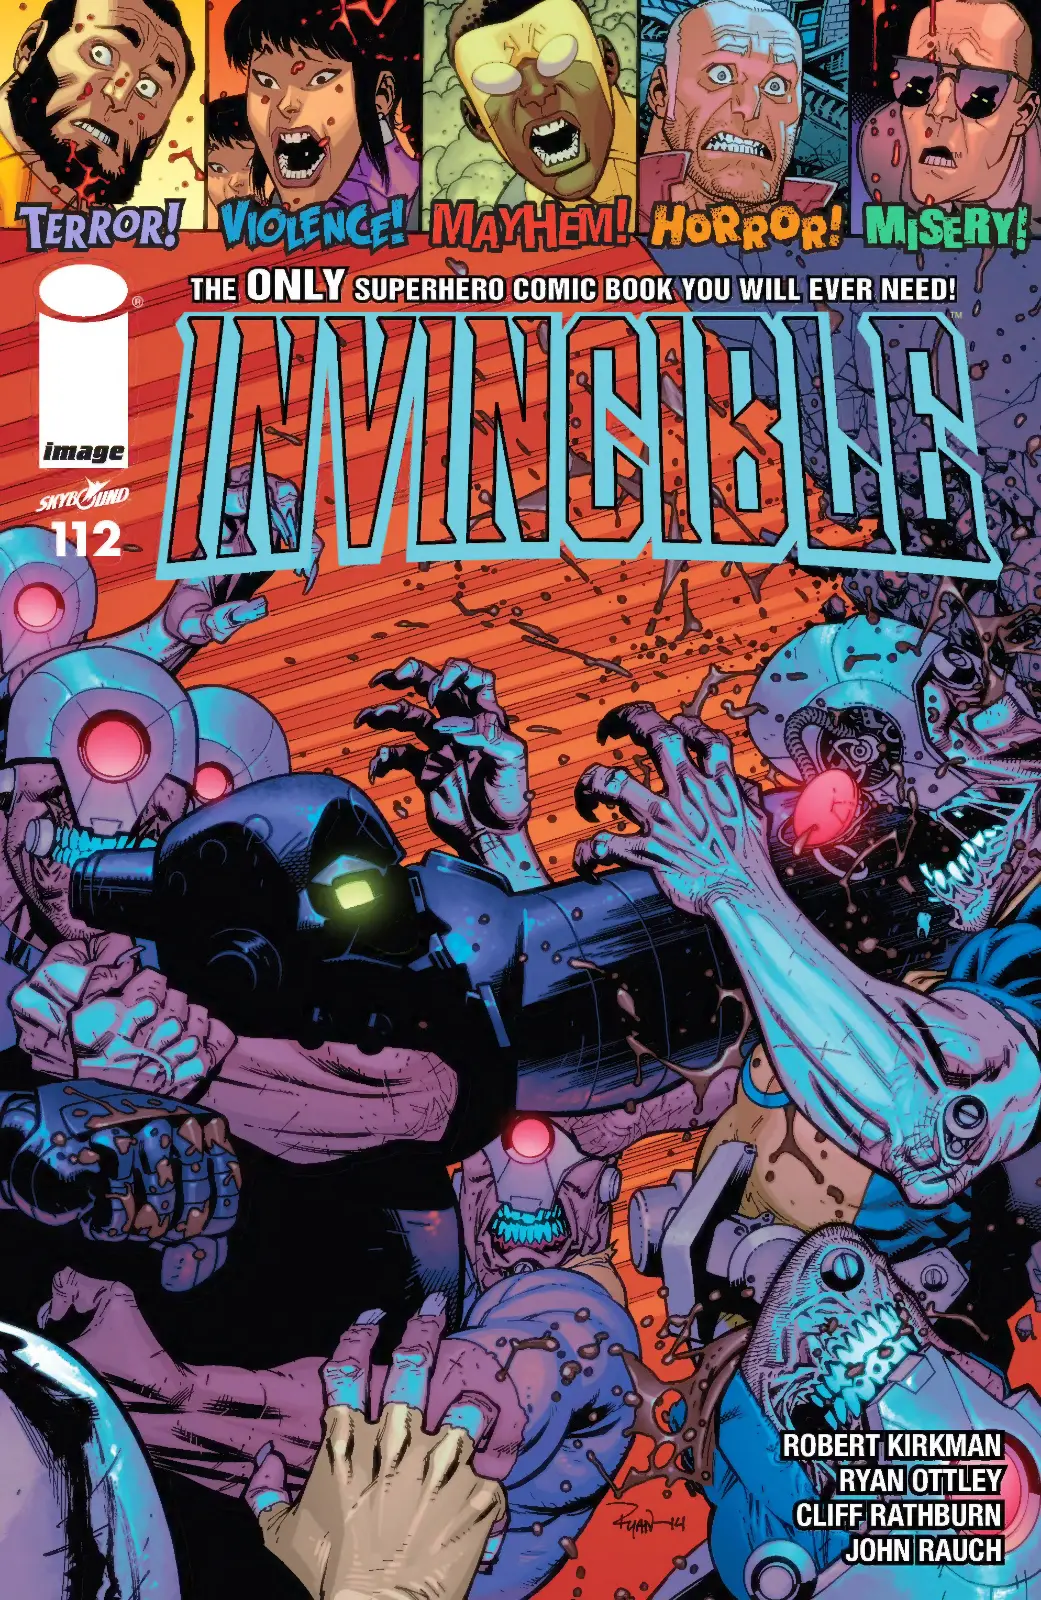 TERROR! VIOLENCE! MAYHEM! HORROR! MISERY!
THE ONLY SUPERHERO COMIC BOOK YOU WILL EVER NEED!
INVINCIBLE™
®
image
SKYBOUND
112
ROBERT KIRKMAN
RYAN OTTLEY
CLIFF RATHBURN
JOHN RAUCH
RYAN 14